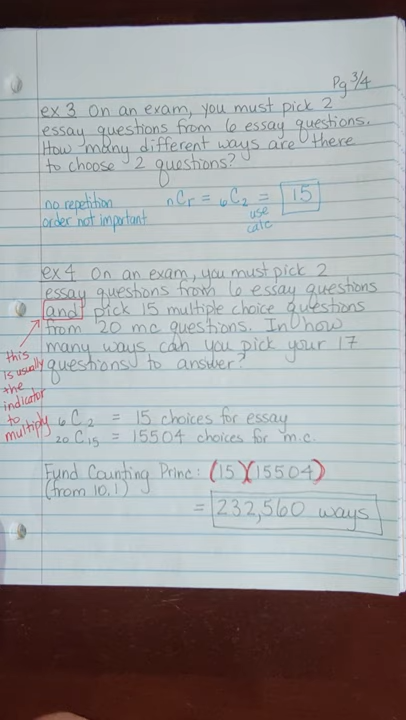 Pg 3/4
ex 3 On an exam, you must pick 2
essay questions from 6 essay questions.
How many different ways are there
to choose 2 questions?
no repetition
order not important
nCr = 6C2 = 15
use
calc
ex 4 On an exam, you must pick 2
essay questions from 6 essay questions
and pick 15 multiple choice questions
from 20 mc questions. In how
many ways can you pick your 17
questions to answer?
this
is usually
the
indicator
to
multiply
6C2 = 15 choices for essay
20C15 = 15504 choices for m.c.
Fund Counting Princ: (15)(15504)
(from 10.1)
= 232,560 ways